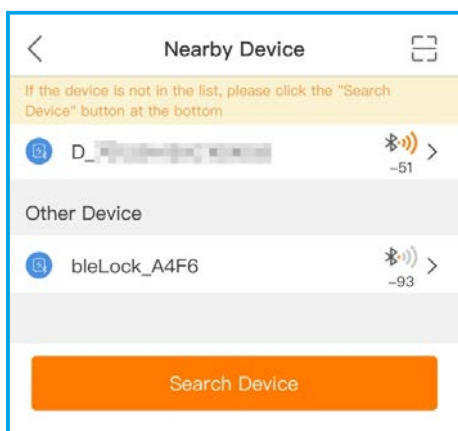 Nearby Device
If the device is not in the list, please click the "Search
Device" button at the bottom
D_
-51
Other Device
bleLock_A4F6
-93
Search Device